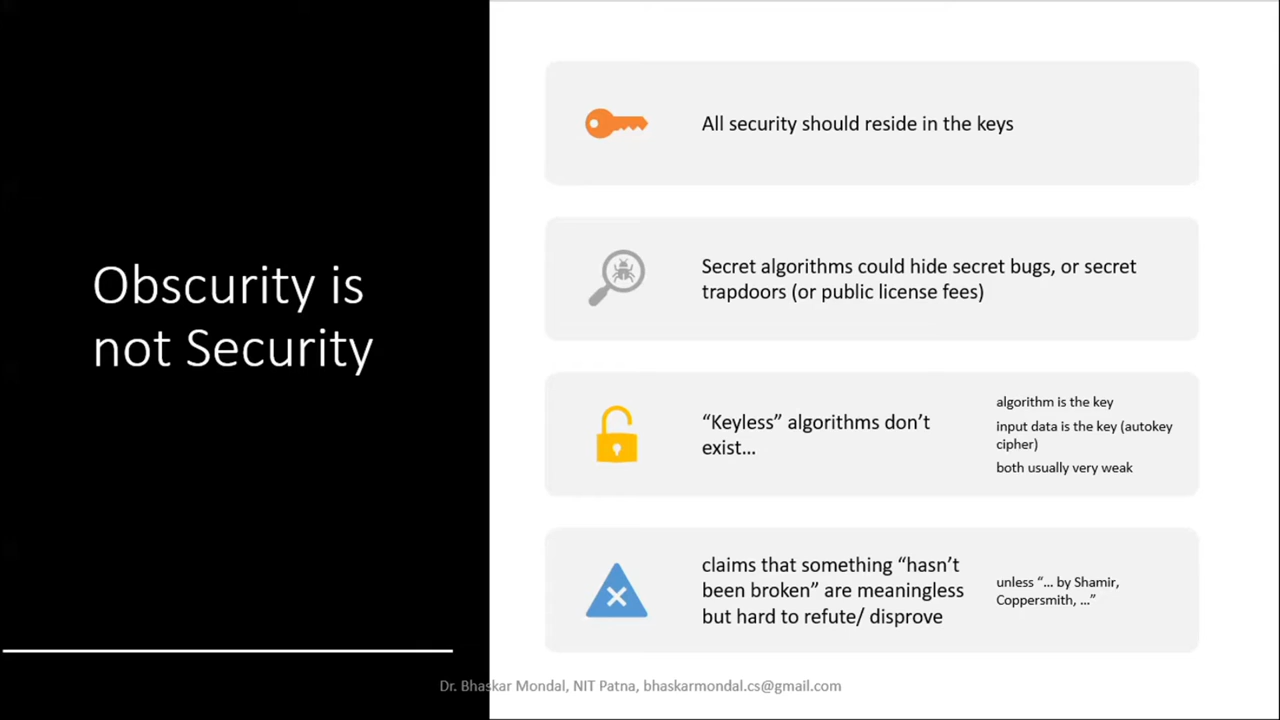 Obscurity is
not Security
All security should reside in the keys
Secret algorithms could hide secret bugs, or secret
trapdoors (or public license fees)
“Keyless” algorithms don’t
exist…
algorithm is the key
input data is the key (autokey
cipher)
both usually very weak
claims that something “hasn’t
been broken” are meaningless
but hard to refute/ disprove
unless “… by Shamir,
Coppersmith, …”
Dr. Bhaskar Mondal, NIT Patna, bhaskarmondal.cs@gmail.com